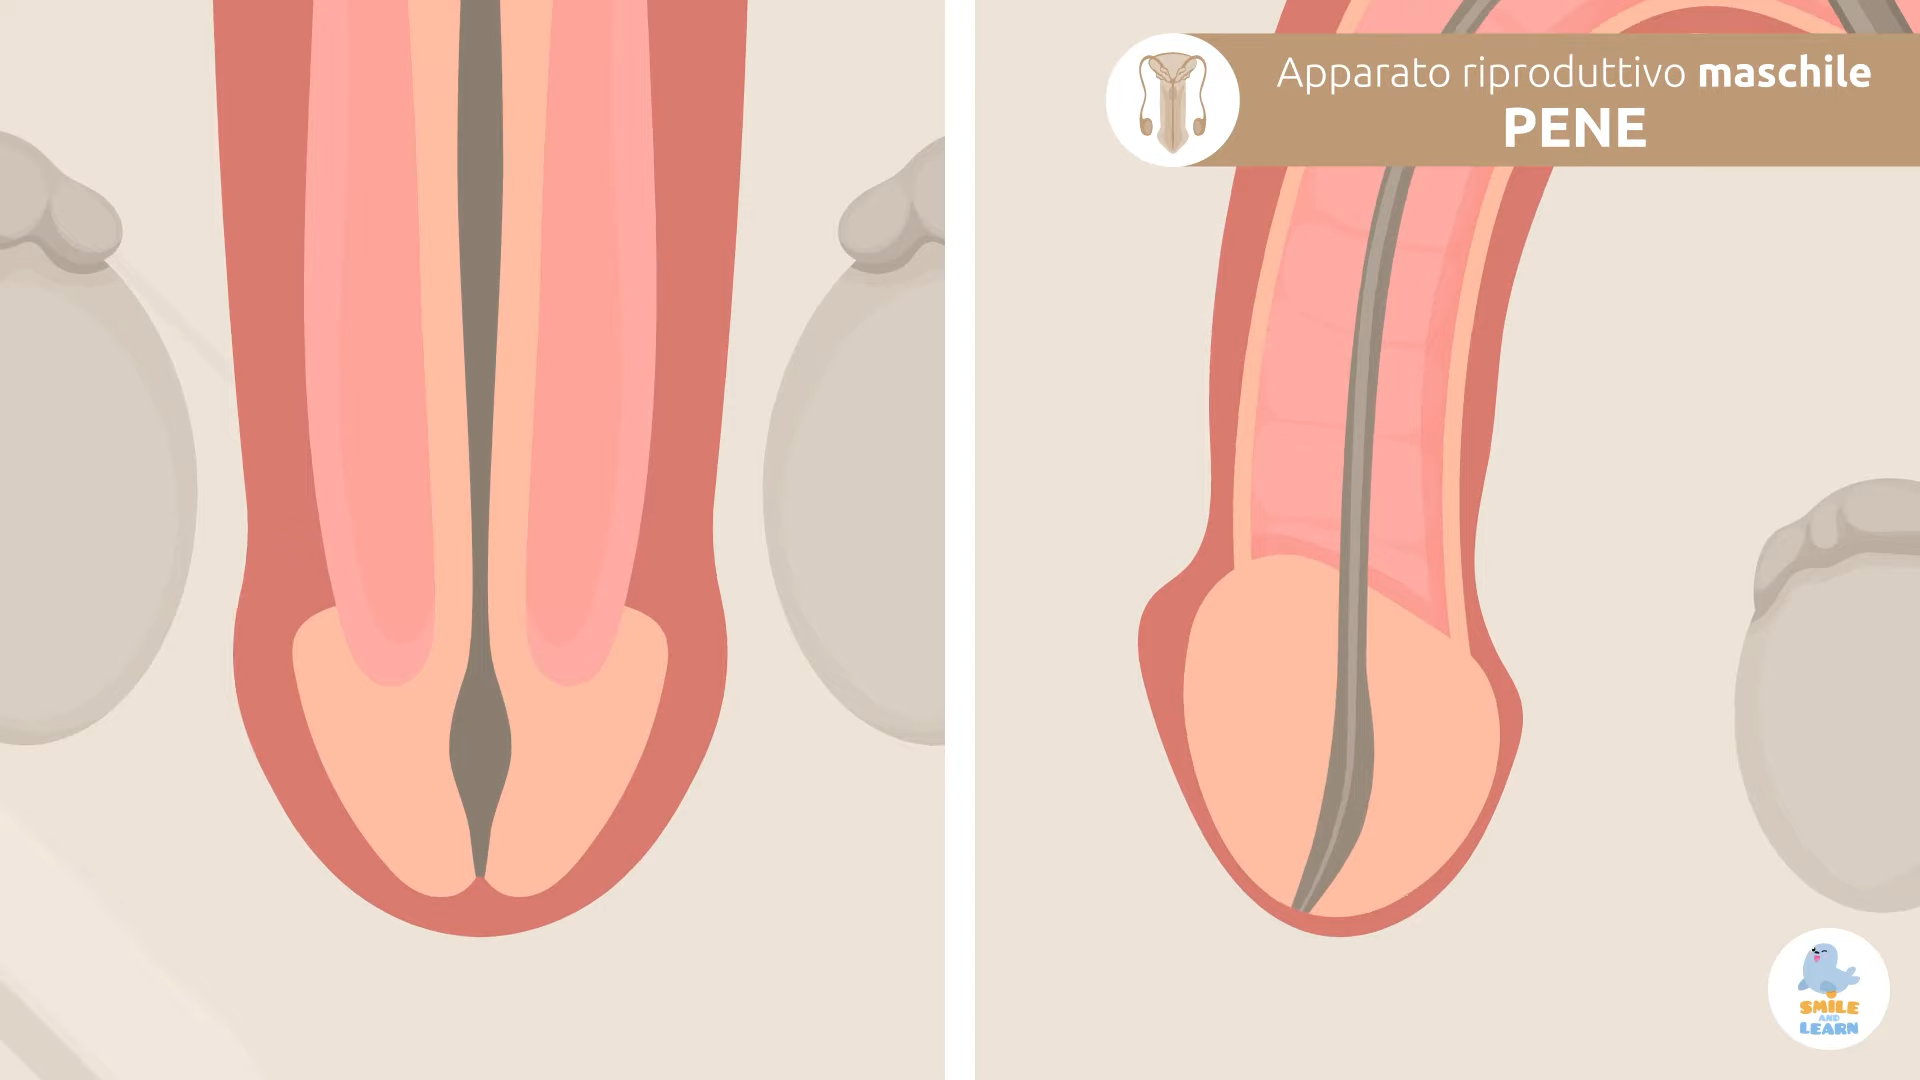 Apparato riproduttivo maschile
PENE
SMILE
AND
LEARN